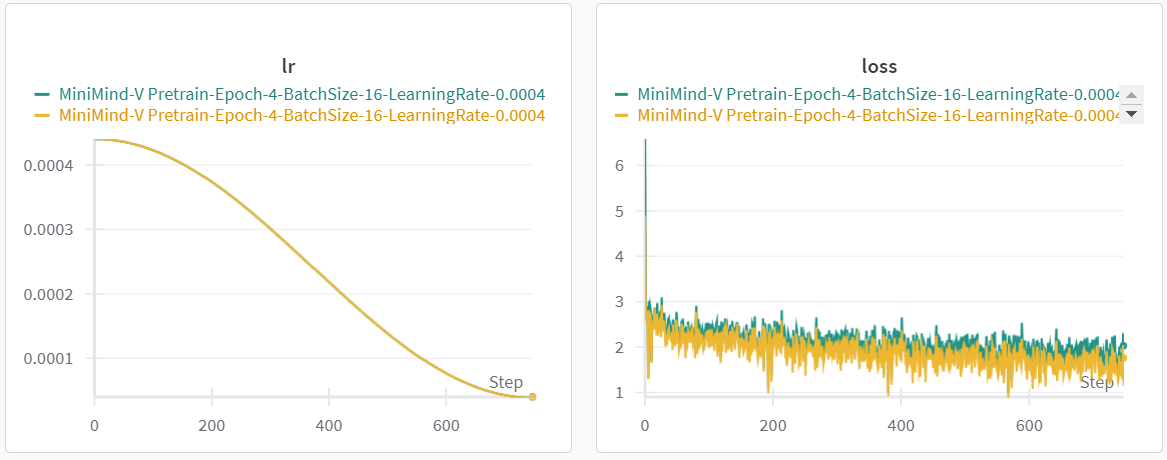 lr
MiniMind-V Pretrain-Epoch-4-BatchSize-16-LearningRate-0.0004
MiniMind-V Pretrain-Epoch-4-BatchSize-16-LearningRate-0.0004
0.0004
0.0003
0.0002
0.0001
Step
0 200 400 600
loss
MiniMind-V Pretrain-Epoch-4-BatchSize-16-LearningRate-0.0004
MiniMind-V Pretrain-Epoch-4-BatchSize-16-LearningRate-0.0004
6
5
4
3
2
1
Step
0 200 400 600